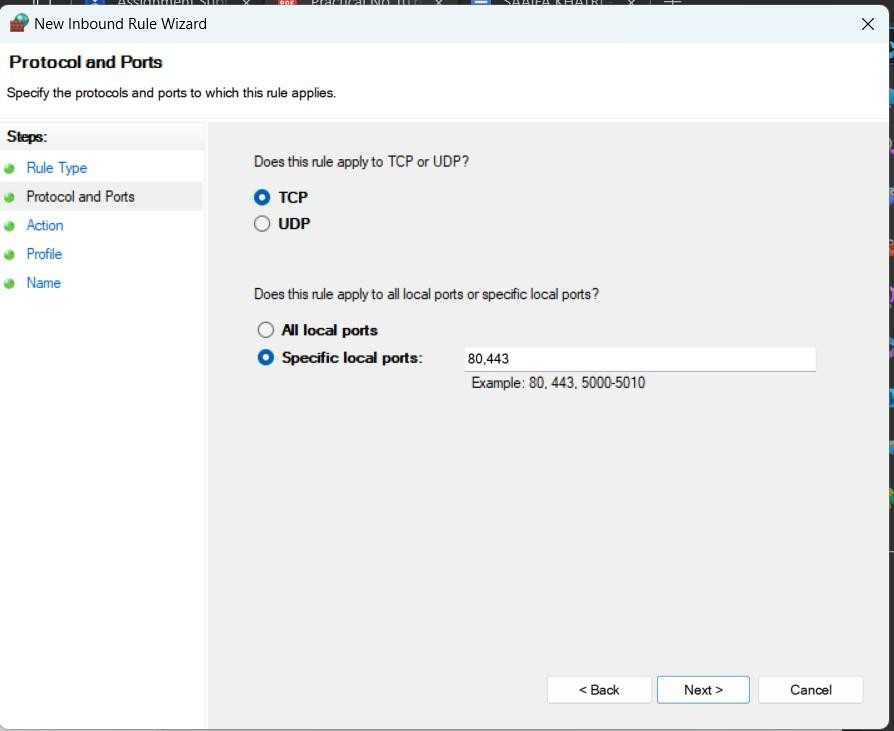 New Inbound Rule Wizard
Protocol and Ports
Specify the protocols and ports to which this rule applies.
Steps:
Rule Type
Protocol and Ports
Action
Profile
Name
Does this rule apply to TCP or UDP?
TCP
UDP
Does this rule apply to all local ports or specific local ports?
All local ports
Specific local ports: 80,443
Example: 80, 443, 5000-5010
< Back Next > Cancel